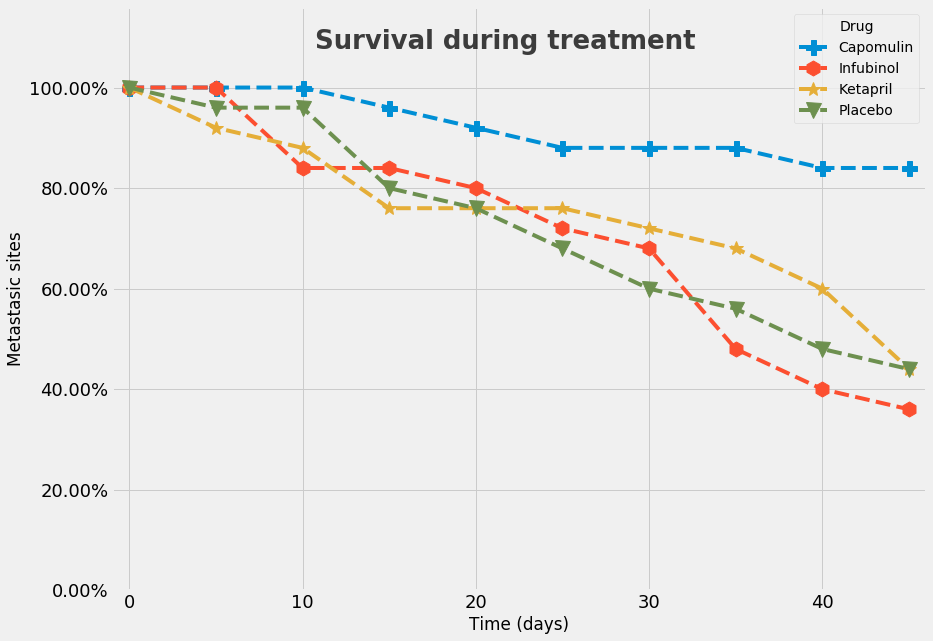 Survival during treatment
Drug
Capomulin
Infubinol
Ketapril
Placebo
100.00%
80.00%
60.00%
40.00%
20.00%
0.00%
Metastasic sites
0 10 20 30 40
Time (days)